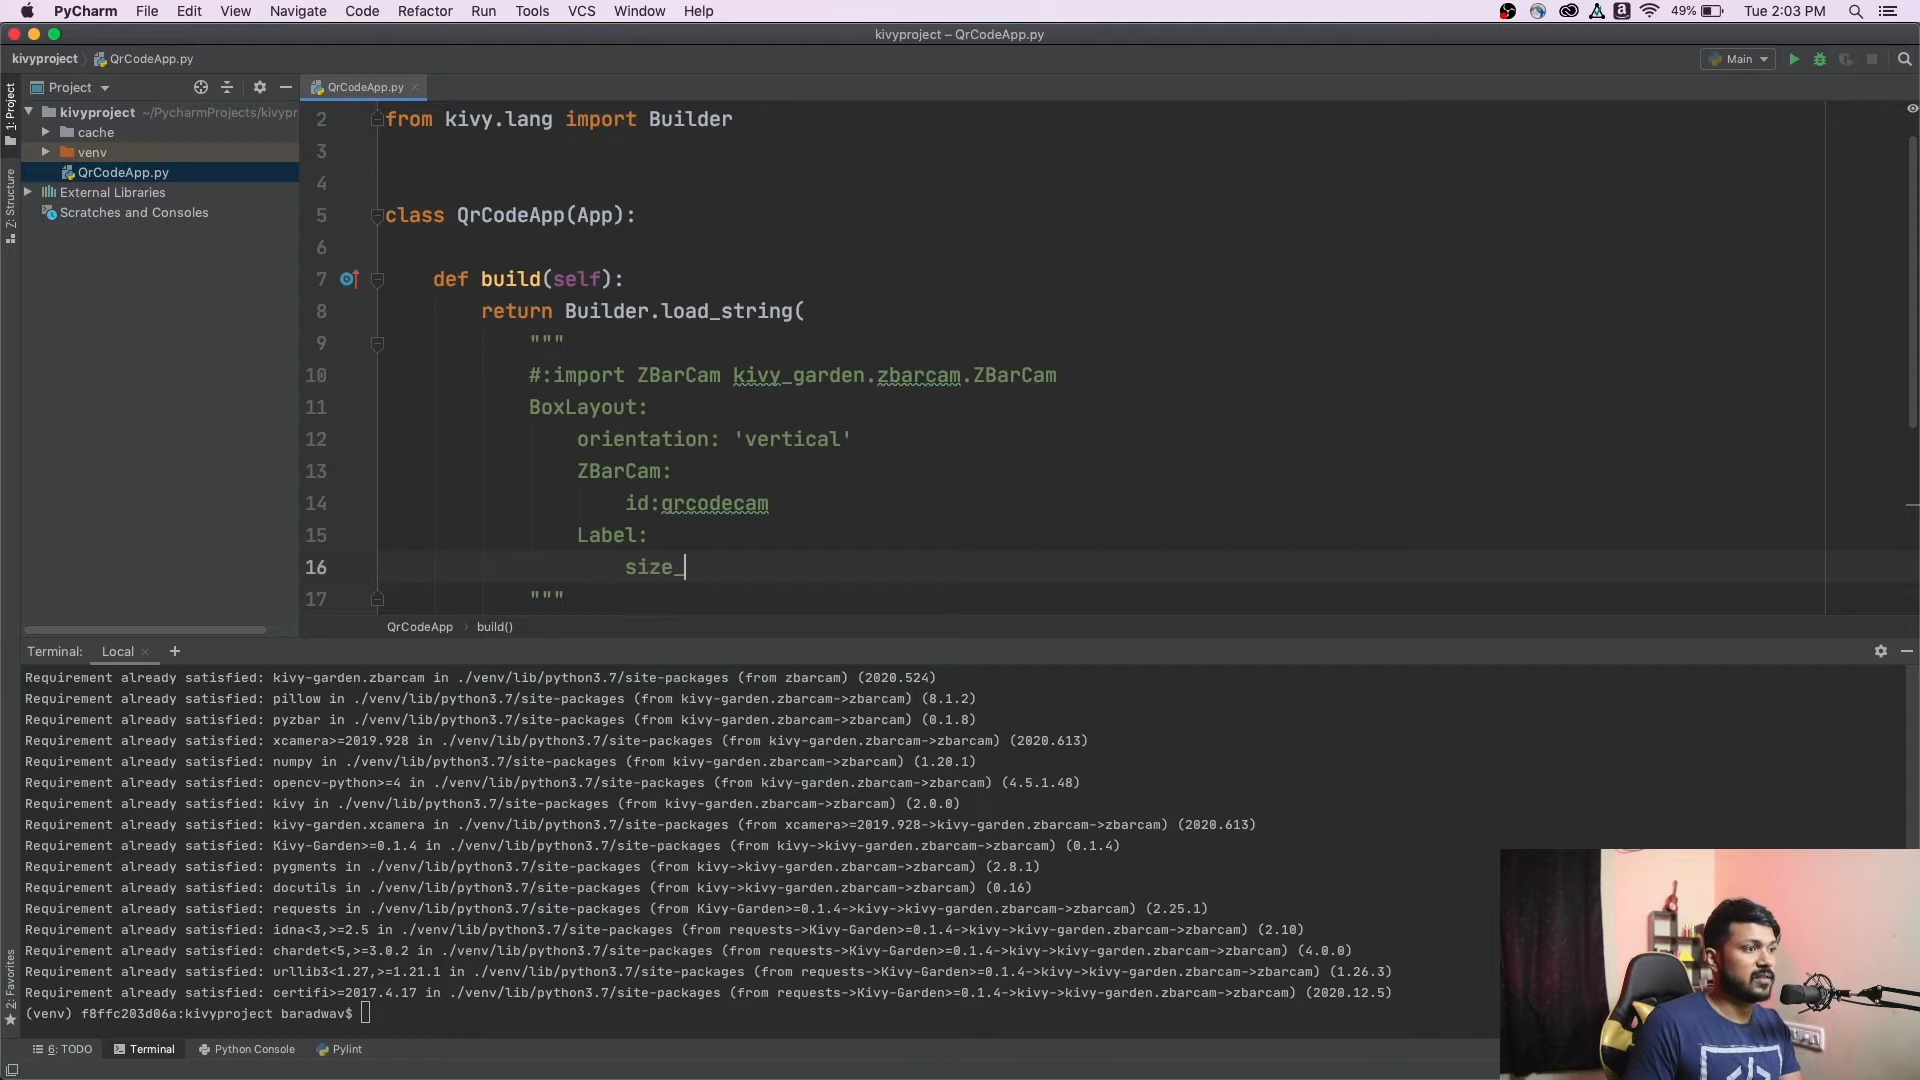 PyCharm File Edit View Navigate Code Refactor Run Tools VCS Window Help 49% Tue 2:03 PM
kivyproject – QrCodeApp.py
kivyproject QrCodeApp.py Main
Project QrCodeApp.py
1: Project
kivyproject ~/PycharmProjects/kivypr
cache
venv
QrCodeApp.py
External Libraries
Scratches and Consoles
Z: Structure
2 from kivy.lang import Builder
3
4
5 class QrCodeApp(App):
6
7 def build(self):
8 return Builder.load_string(
9 """
10 #:import ZBarCam kivy_garden.zbarcam.ZBarCam
11 BoxLayout:
12 orientation: 'vertical'
13 ZBarCam:
14 id:qrcodecam
15 Label:
16 size_
17 """
QrCodeApp › build()
Terminal: Local +
Requirement already satisfied: kivy-garden.zbarcam in ./venv/lib/python3.7/site-packages (from zbarcam) (2020.524)
Requirement already satisfied: pillow in ./venv/lib/python3.7/site-packages (from kivy-garden.zbarcam->zbarcam) (8.1.2)
Requirement already satisfied: pyzbar in ./venv/lib/python3.7/site-packages (from kivy-garden.zbarcam->zbarcam) (0.1.8)
Requirement already satisfied: xcamera>=2019.928 in ./venv/lib/python3.7/site-packages (from kivy-garden.zbarcam->zbarcam) (2020.613)
Requirement already satisfied: numpy in ./venv/lib/python3.7/site-packages (from kivy-garden.zbarcam->zbarcam) (1.20.1)
Requirement already satisfied: opencv-python>=4 in ./venv/lib/python3.7/site-packages (from kivy-garden.zbarcam->zbarcam) (4.5.1.48)
Requirement already satisfied: kivy in ./venv/lib/python3.7/site-packages (from kivy-garden.zbarcam->zbarcam) (2.0.0)
Requirement already satisfied: kivy-garden.xcamera in ./venv/lib/python3.7/site-packages (from xcamera>=2019.928->kivy-garden.zbarcam->zbarcam) (2020.613)
Requirement already satisfied: Kivy-Garden>=0.1.4 in ./venv/lib/python3.7/site-packages (from kivy->kivy-garden.zbarcam->zbarcam) (0.1.4)
Requirement already satisfied: pygments in ./venv/lib/python3.7/site-packages (from kivy->kivy-garden.zbarcam->zbarcam) (2.8.1)
Requirement already satisfied: docutils in ./venv/lib/python3.7/site-packages (from kivy->kivy-garden.zbarcam->zbarcam) (0.16)
Requirement already satisfied: requests in ./venv/lib/python3.7/site-packages (from Kivy-Garden>=0.1.4->kivy->kivy-garden.zbarcam->zbarcam) (2.25.1)
Requirement already satisfied: idna<3,>=2.5 in ./venv/lib/python3.7/site-packages (from requests->Kivy-Garden>=0.1.4->kivy->kivy-garden.zbarcam->zbarcam) (2.10)
Requirement already satisfied: chardet<5,>=3.0.2 in ./venv/lib/python3.7/site-packages (from requests->Kivy-Garden>=0.1.4->kivy->kivy-garden.zbarcam->zbarcam) (4.0.0)
Requirement already satisfied: urllib3<1.27,>=1.21.1 in ./venv/lib/python3.7/site-packages (from requests->Kivy-Garden>=0.1.4->kivy->kivy-garden.zbarcam->zbarcam) (1.26.3)
Requirement already satisfied: certifi>=2017.4.17 in ./venv/lib/python3.7/site-packages (from requests->Kivy-Garden>=0.1.4->kivy->kivy-garden.zbarcam->zbarcam) (2020.12.5)
(venv) f8ffc203d06a:kivyproject baradwav$
2: Favorites
6: TODO Terminal Python Console Pylint